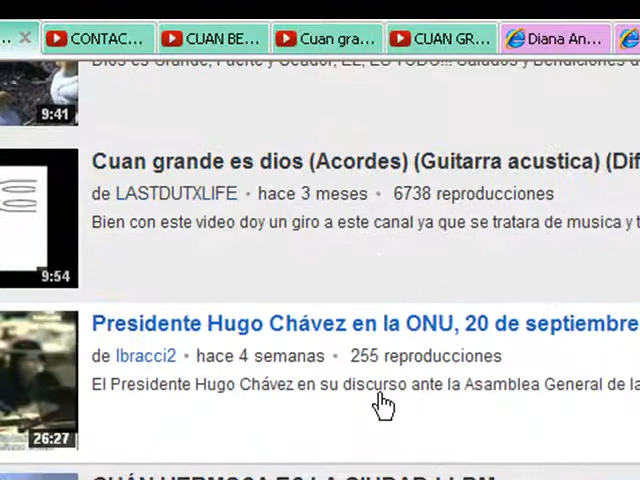 CONTAC... CUAN BE... Cuan gra... CUAN GR... Diana An...
Dios es Grande, Fuerte y Ceador, EL, ES TODO!!! Saludos y Bendiciones d
9:41
Cuan grande es dios (Acordes) (Guitarra acustica) (Dif
de LASTDUTXLIFE • hace 3 meses • 6738 reproducciones
Bien con este video doy un giro a este canal ya que se tratara de musica y t
9:54
Presidente Hugo Chávez en la ONU, 20 de septiembre
de lbracci2 • hace 4 semanas • 255 reproducciones
El Presidente Hugo Chávez en su discurso ante la Asamblea General de la
26:27
CUÁN HERMOSA ES LA CIUDAD LLDM